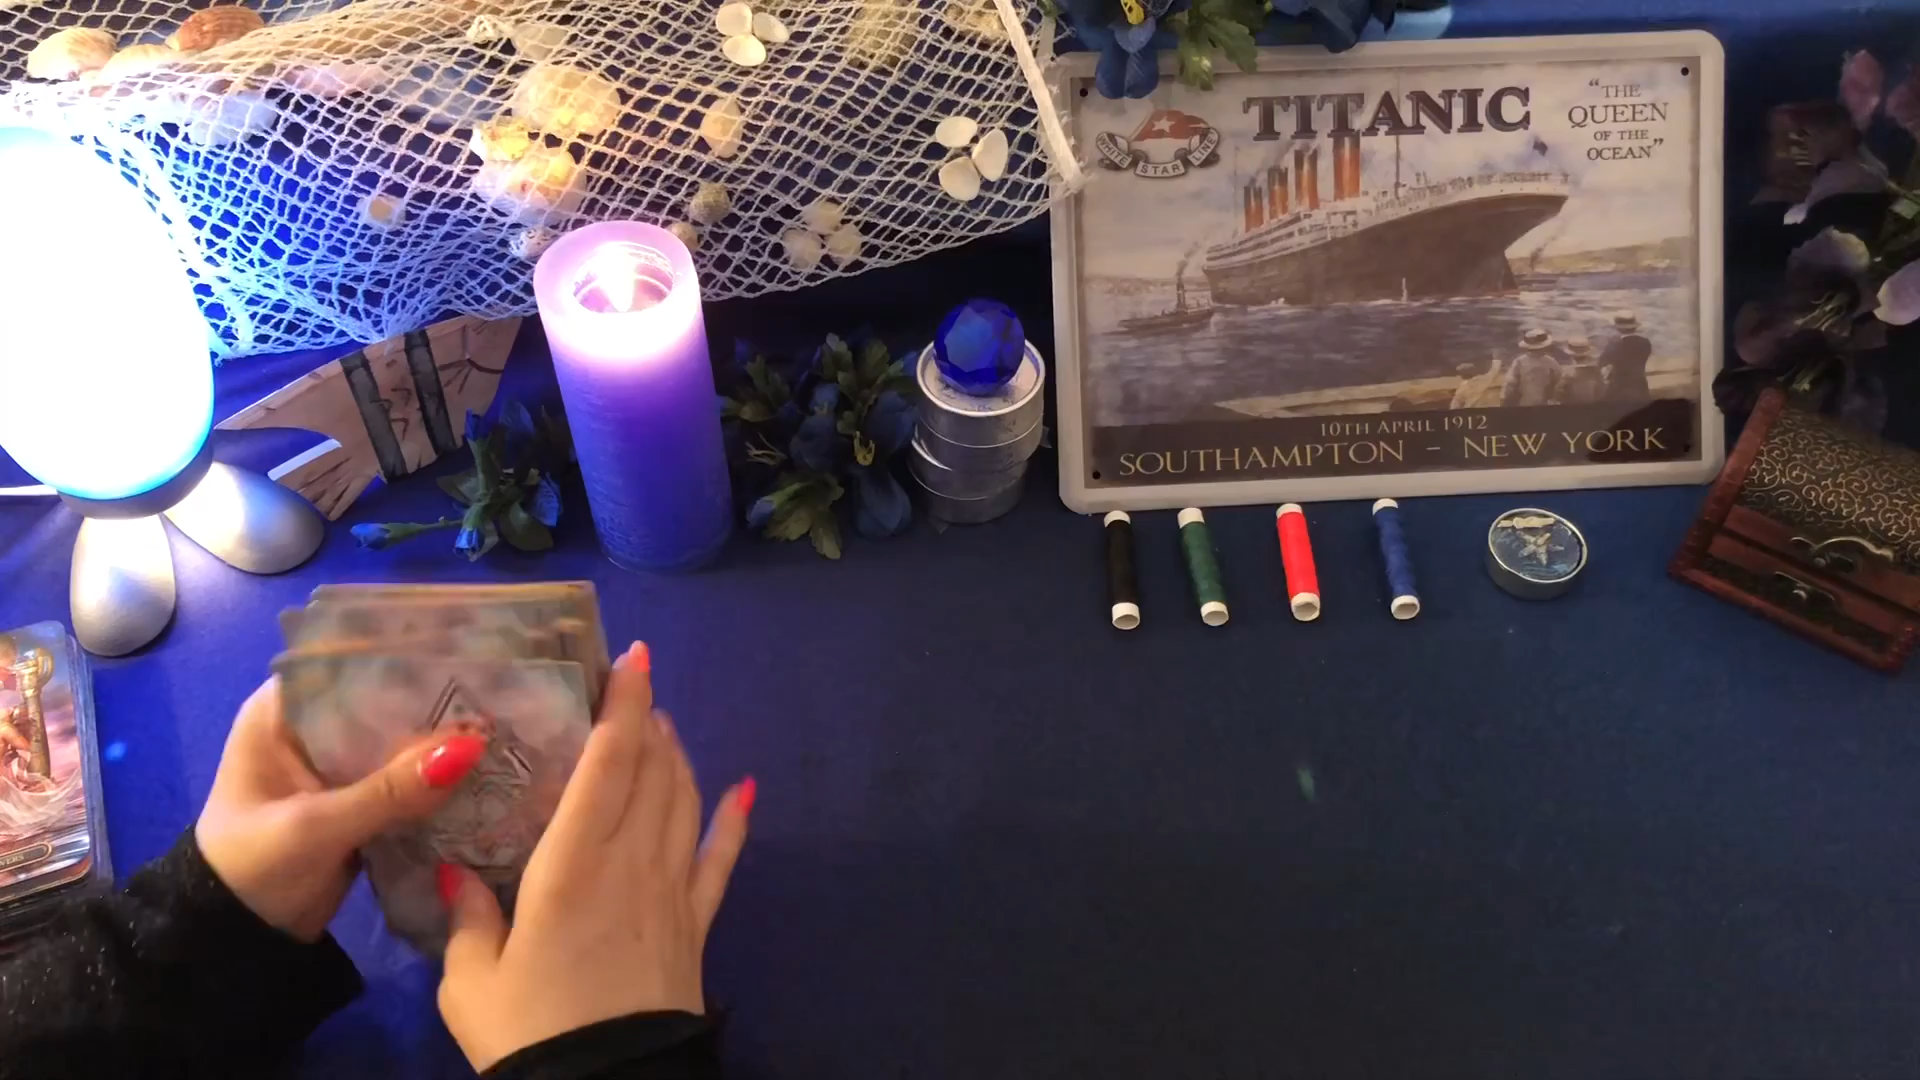 TITANIC
"THE
QUEEN
OF THE
OCEAN"
WHITE STAR LINE
10TH APRIL 1912
SOUTHAMPTON - NEW YORK